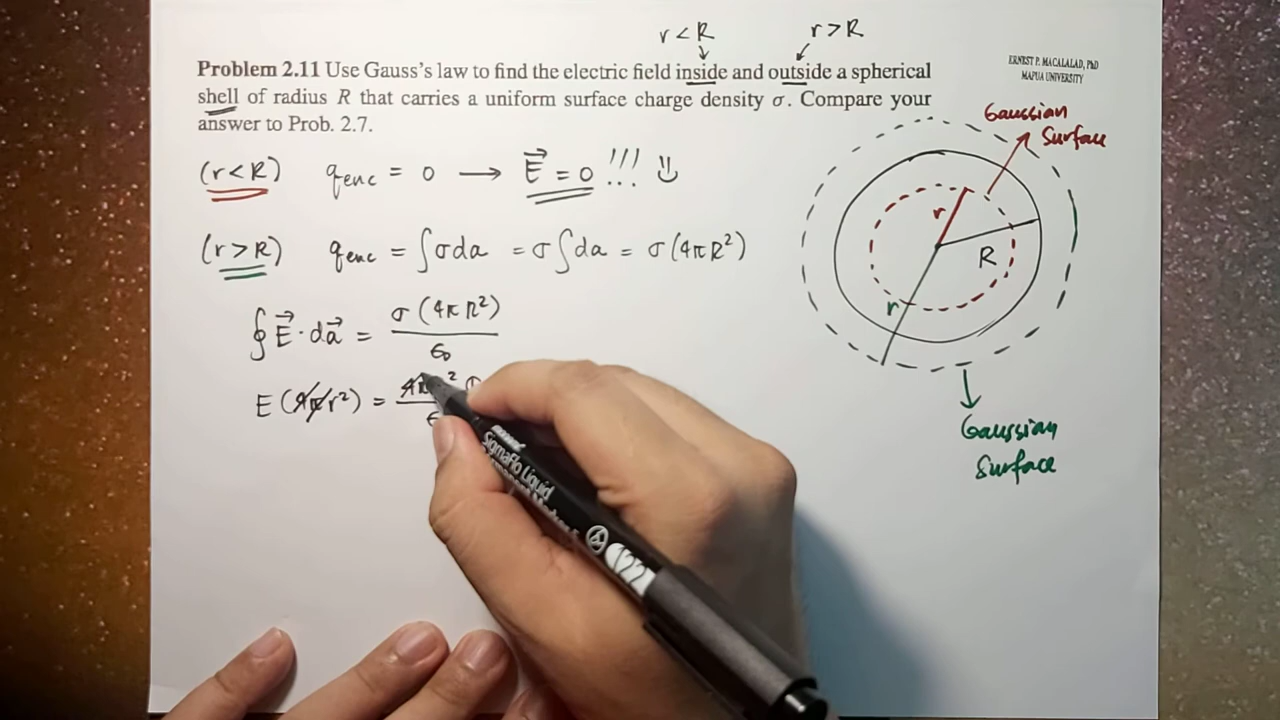 r < R
r > R
Problem 2.11 Use Gauss's law to find the electric field inside and outside a spherical
shell of radius R that carries a uniform surface charge density σ. Compare your
answer to Prob. 2.7.
ERNEST P. MACALALAD, PhD
MAPUA UNIVERSITY
(r<R) q_enc = 0 → E⃗ = 0 !!!
(r>R) q_enc = ∫σda = σ∫da = σ(4πR²)
∮E⃗·da⃗ = σ(4πR²)/ε₀
E(4πr²) =
Gaussian
Surface
r
R
r
Gaussian
Surface
SigmaFlo Liquid